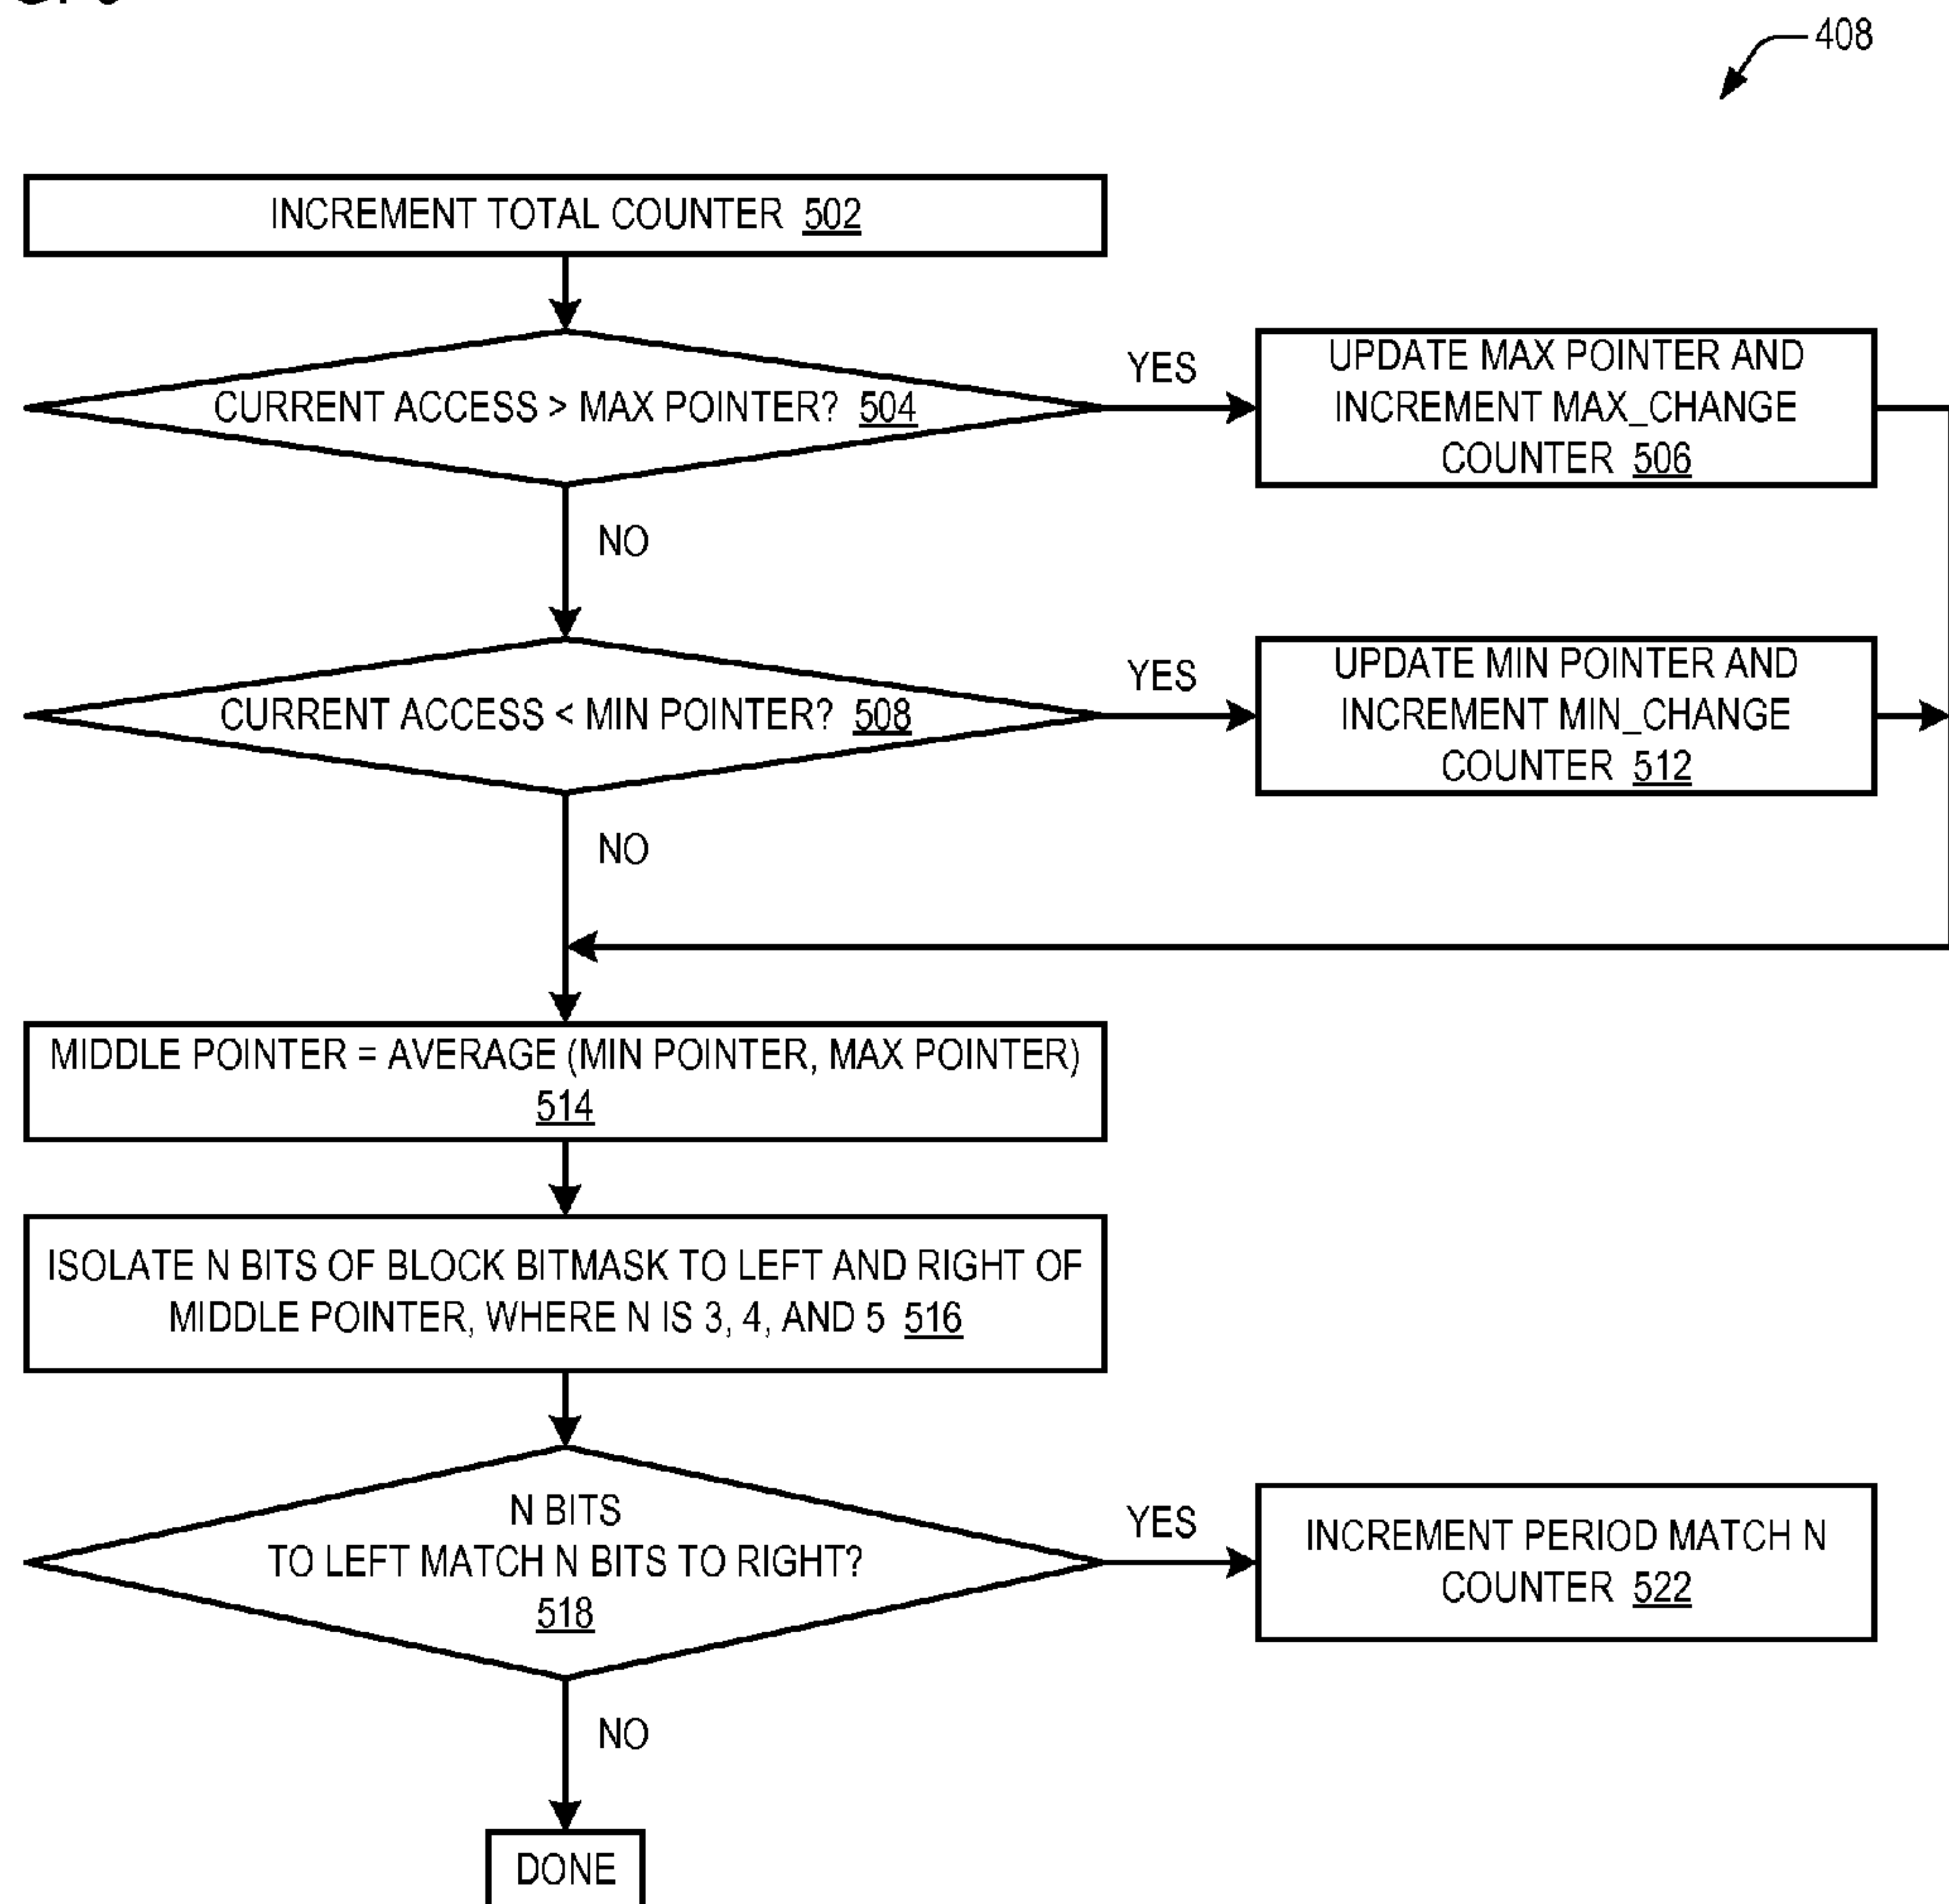 408
INCREMENT TOTAL COUNTER 502
CURRENT ACCESS > MAX POINTER? 504
YES
UPDATE MAX POINTER AND
INCREMENT MAX_CHANGE
COUNTER 506
NO
CURRENT ACCESS < MIN POINTER? 508
YES
UPDATE MIN POINTER AND
INCREMENT MIN_CHANGE
COUNTER 512
NO
MIDDLE POINTER = AVERAGE (MIN POINTER, MAX POINTER)
514
ISOLATE N BITS OF BLOCK BITMASK TO LEFT AND RIGHT OF
MIDDLE POINTER, WHERE N IS 3, 4, AND 5 516
N BITS
TO LEFT MATCH N BITS TO RIGHT?
518
YES
INCREMENT PERIOD MATCH N
COUNTER 522
NO
DONE